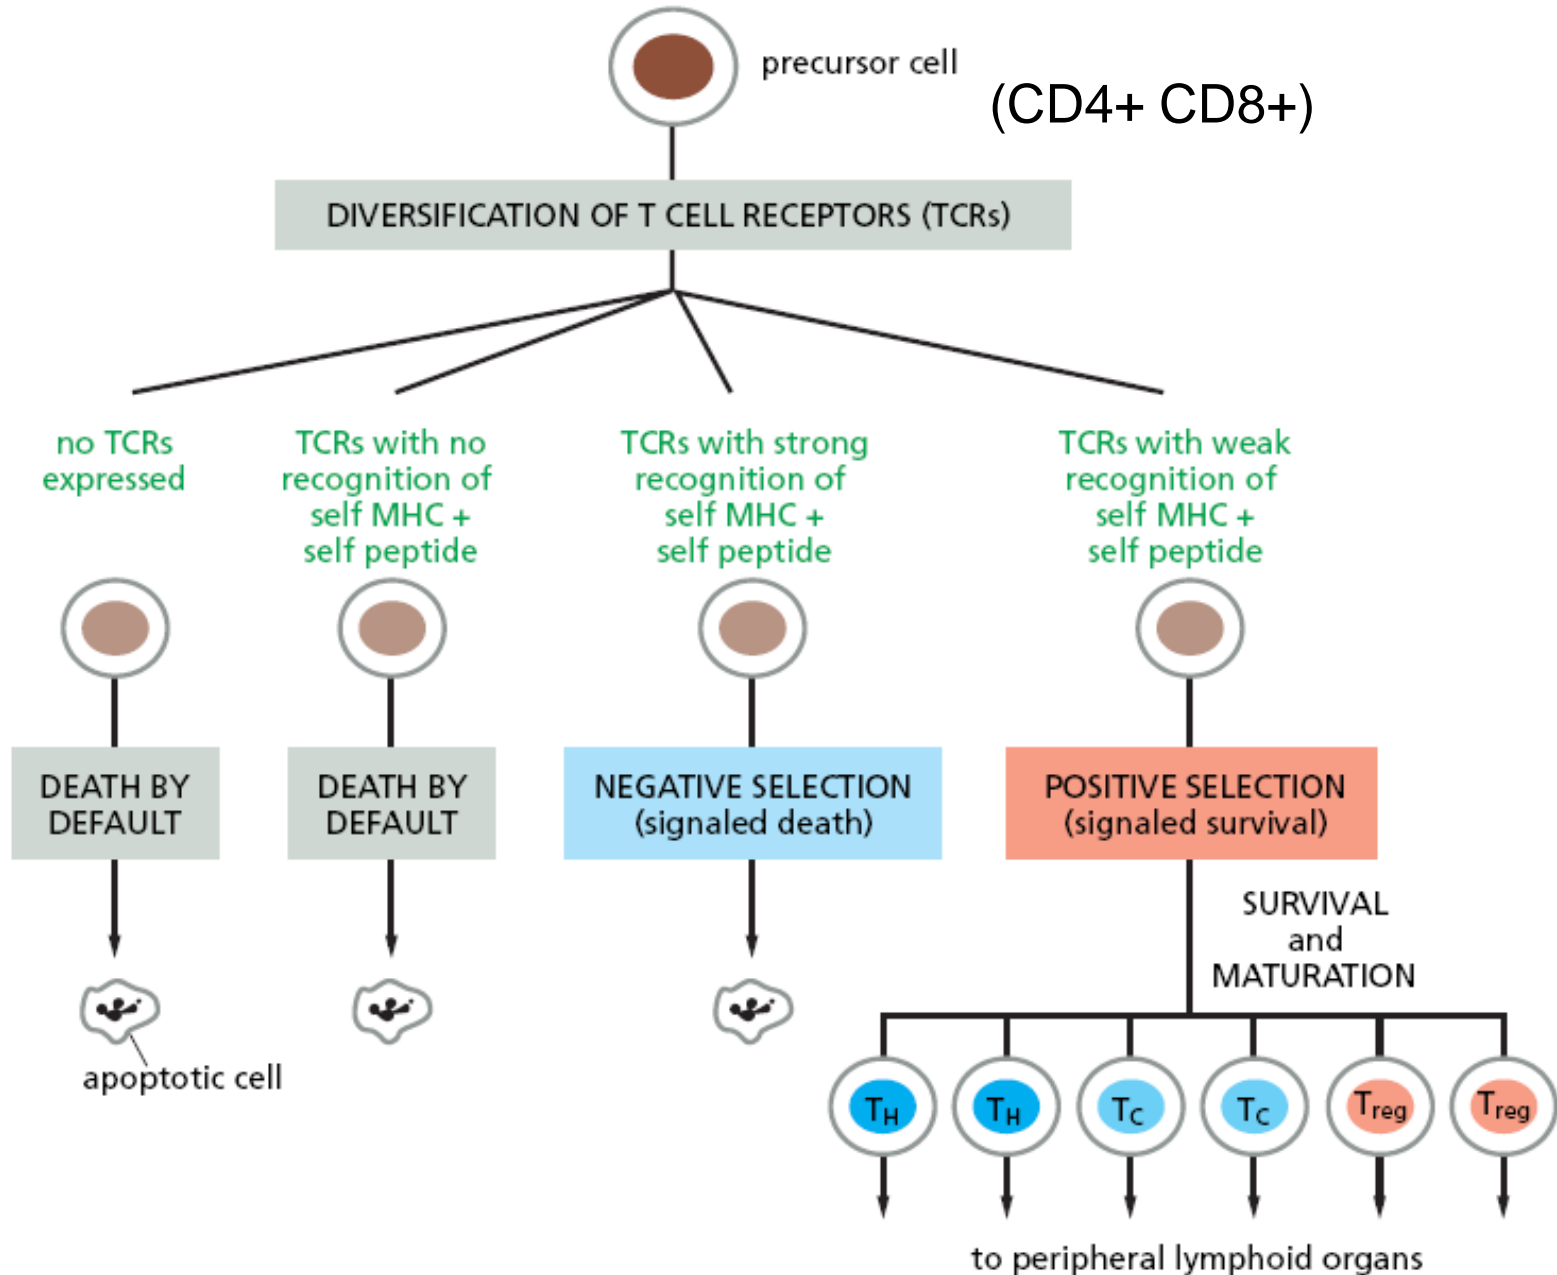 precursor cell
(CD4+ CD8+)
DIVERSIFICATION OF T CELL RECEPTORS (TCRs)
no TCRs
expressed
TCRs with no
recognition of
self MHC +
self peptide
TCRs with strong
recognition of
self MHC +
self peptide
TCRs with weak
recognition of
self MHC +
self peptide
DEATH BY
DEFAULT
DEATH BY
DEFAULT
NEGATIVE SELECTION
(signaled death)
POSITIVE SELECTION
(signaled survival)
SURVIVAL
and
MATURATION
apoptotic cell
TH
TH
TC
TC
Treg
Treg
to peripheral lymphoid organs